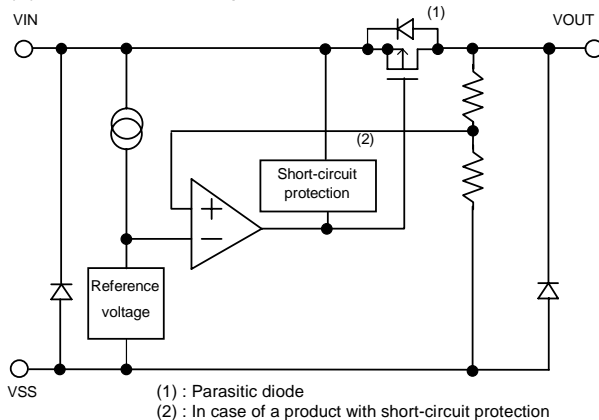 (1)
VIN
VOUT
(2)
Short-circuit
protection
+
−
Reference
voltage
VSS
(1) : Parasitic diode
(2) : In case of a product with short-circuit protection